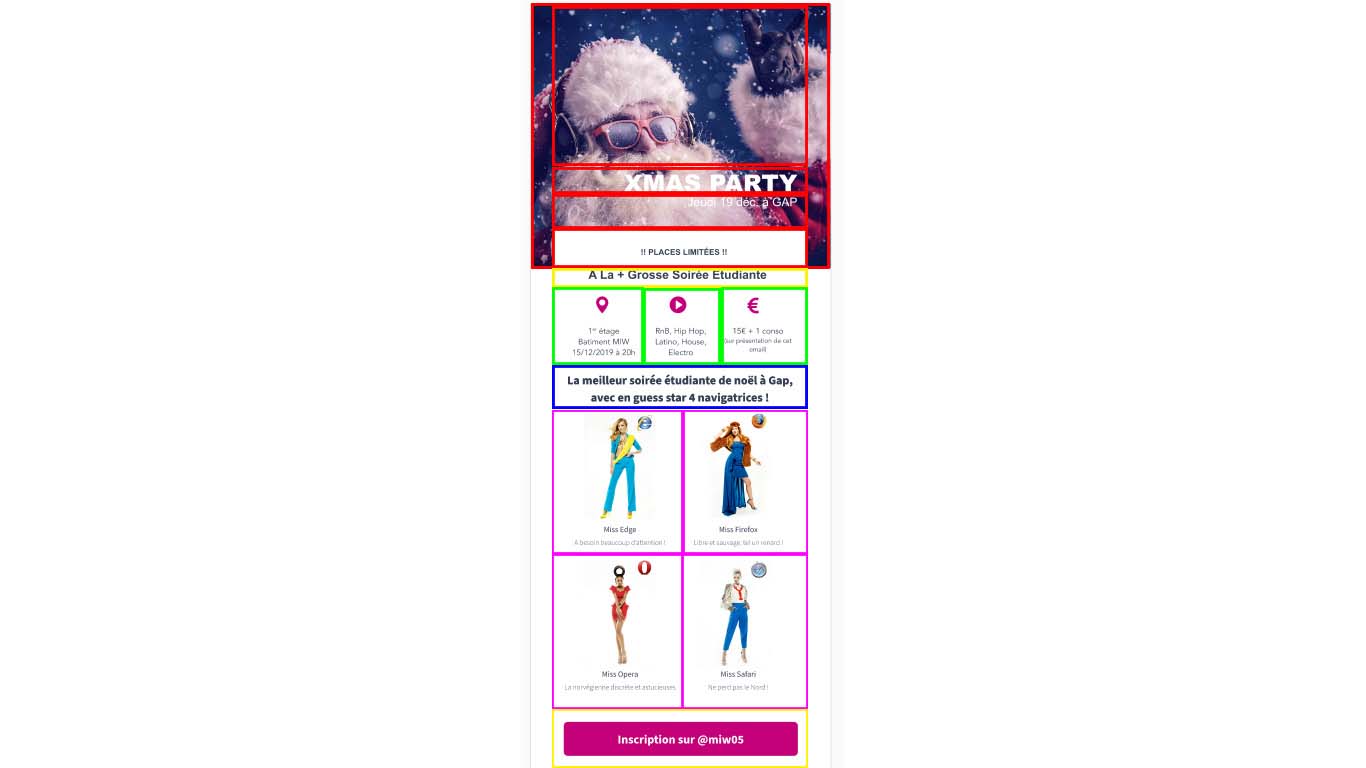 XMAS PARTY
Jeudi 19 déc. à GAP
!! PLACES LIMITÉES !!
A La + Grosse Soirée Etudiante
€
1er étage
Batiment MIW
15/12/2019 à 20h
RnB, Hip Hop,
Latino, House,
Electro
15€ + 1 conso
(sur présentation de cet
email)
La meilleur soirée étudiante de noël à Gap,
avec en guess star 4 navigatrices !
Miss Edge
A besoin beaucoup d'attention !
Miss Firefox
Libre et sauvage, tel un renard !
Miss Opera
La norvégienne discrète et astucieuses
Miss Safari
Ne perd pas le Nord !
Inscription sur @miw05